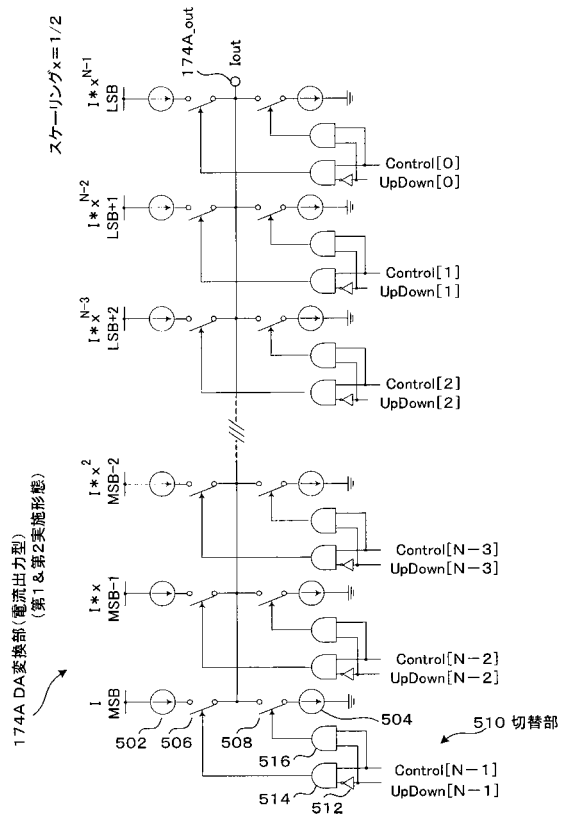 174A DA変換部(電流出力型)
(第1&第2実施形態)
スケーリングx=1/2
174A_out
Iout
I*x^N-1
LSB
Control[0]
UpDown[0]
I*x^N-2
LSB+1
Control[1]
UpDown[1]
I*x^N-3
LSB+2
Control[2]
UpDown[2]
I*x^2
MSB-2
Control[N-3]
UpDown[N-3]
I*x
MSB-1
Control[N-2]
UpDown[N-2]
I
MSB
502
506
508
504
510 切替部
516
514
512
Control[N-1]
UpDown[N-1]